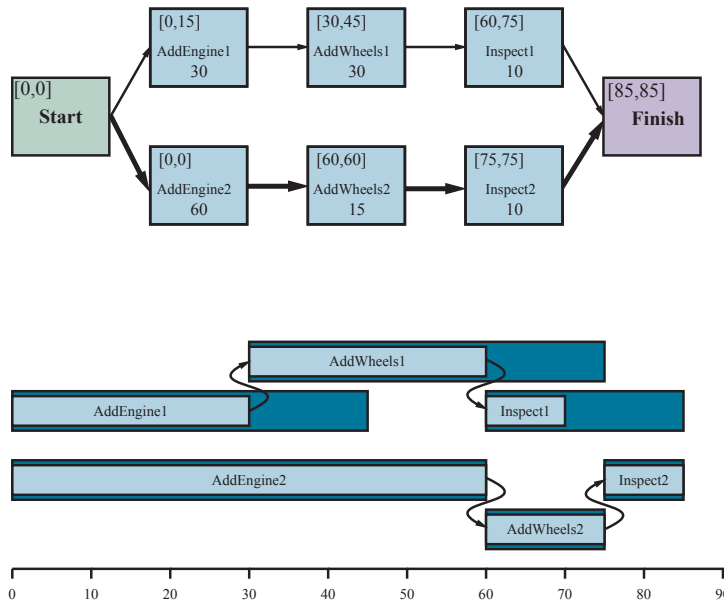 [0,15]
AddEngine1
30
[30,45]
AddWheels1
30
[60,75]
Inspect1
10
[0,0]
Start
[85,85]
Finish
[0,0]
AddEngine2
60
[60,60]
AddWheels2
15
[75,75]
Inspect2
10
AddWheels1
AddEngine1
Inspect1
AddEngine2
Inspect2
AddWheels2
0 10 20 30 40 50 60 70 80 90